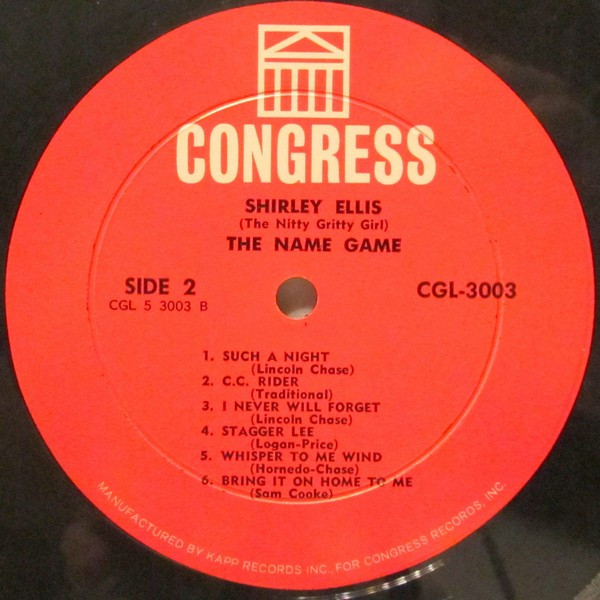 CONGRESS
SHIRLEY ELLIS
(The Nitty Gritty Girl)
THE NAME GAME
SIDE 2
CGL 5 3003 B
CGL-3003
1. SUCH A NIGHT
(Lincoln Chase)
2. C.C. RIDER
(Traditional)
3. I NEVER WILL FORGET
(Lincoln Chase)
4. STAGGER LEE
(Logan-Price)
5. WHISPER TO ME WIND
(Hornedo-Chase)
6. BRING IT ON HOME TO ME
(Sam Cooke)
MANUFACTURED BY KAPP RECORDS INC. FOR CONGRESS RECORDS, INC.